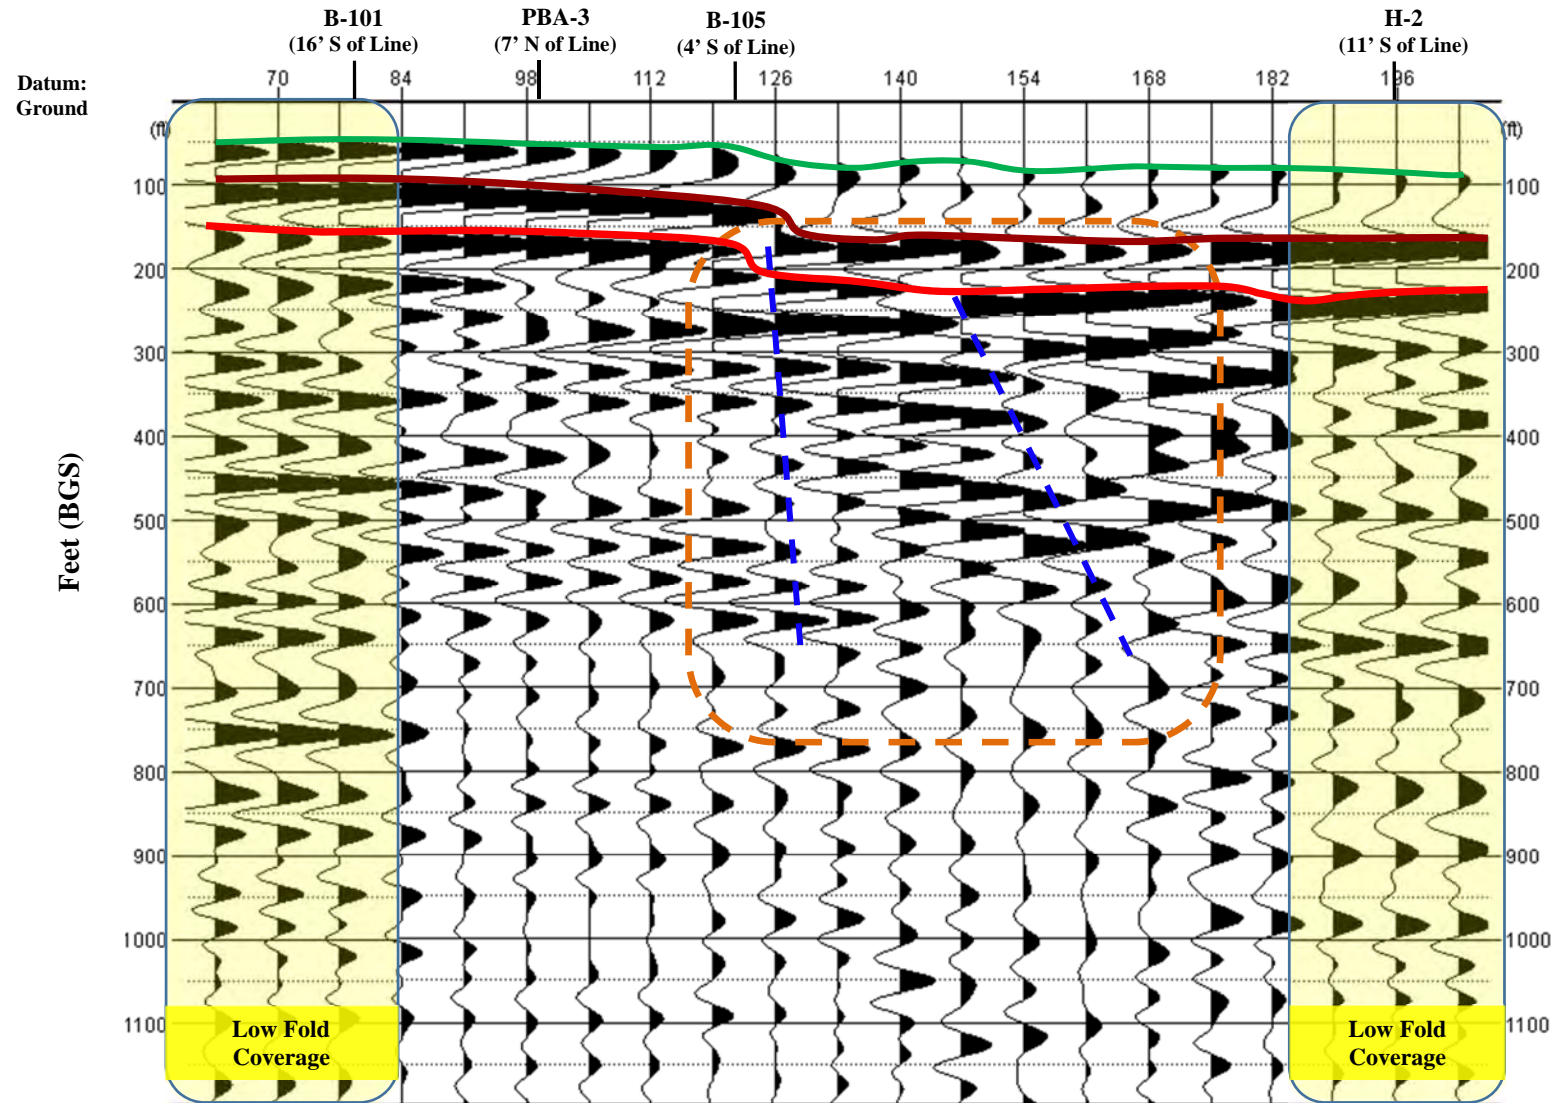 B-101 PBA-3 B-105 H-2
(16’ S of Line) (7’ N of Line) (4’ S of Line) (11’ S of Line)
Datum: 70 84 98 112 126 140 154 168 182 196
Ground
(ft) (ft)
100 100
200 200
300 300
400 400
Feet (BGS)
500 500
600 600
700 700
800 800
900 900
1000 1000
1100 1100
Low Fold Low Fold
Coverage Coverage